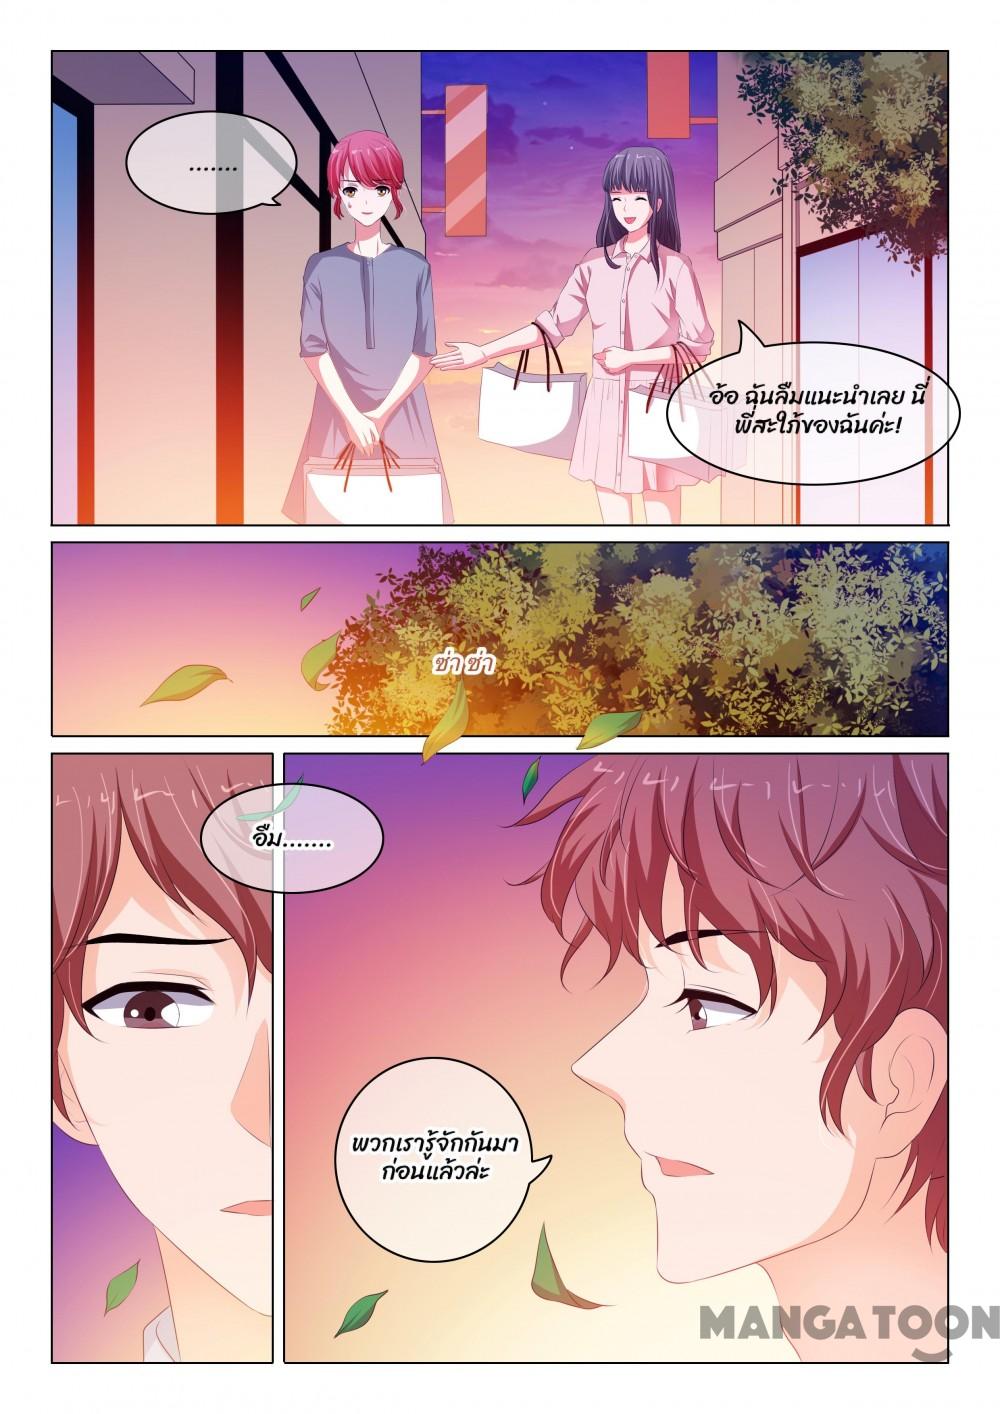 .......
อ้อ ฉันลืมแนะนำเลย นี่
พี่สะใภ้ของฉันค่ะ!
ซ่า ซ่า
อืม.......
พวกเรารู้จักกันมา
ก่อนแล้วล่ะ
MANGATOON